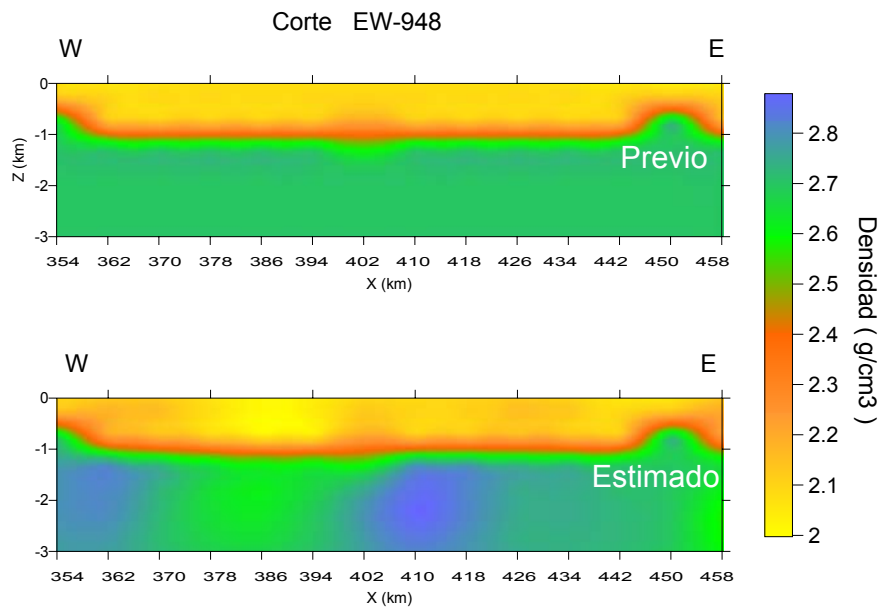 Corte EW-948
W E
0
-1
-2
-3
Z (km)
Previo
354 362 370 378 386 394 402 410 418 426 434 442 450 458
X (km)
W E
0
-1
-2
-3
Estimado
354 362 370 378 386 394 402 410 418 426 434 442 450 458
X (km)
2.8
2.7
2.6
2.5
2.4
2.3
2.2
2.1
2
Densidad ( g/cm3 )